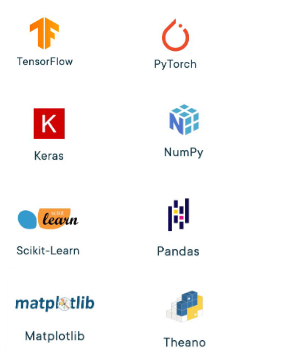 TensorFlow
PyTorch
K
Keras
NumPy
learn
Scikit-Learn
Pandas
matplotlib
Matplotlib
Theano